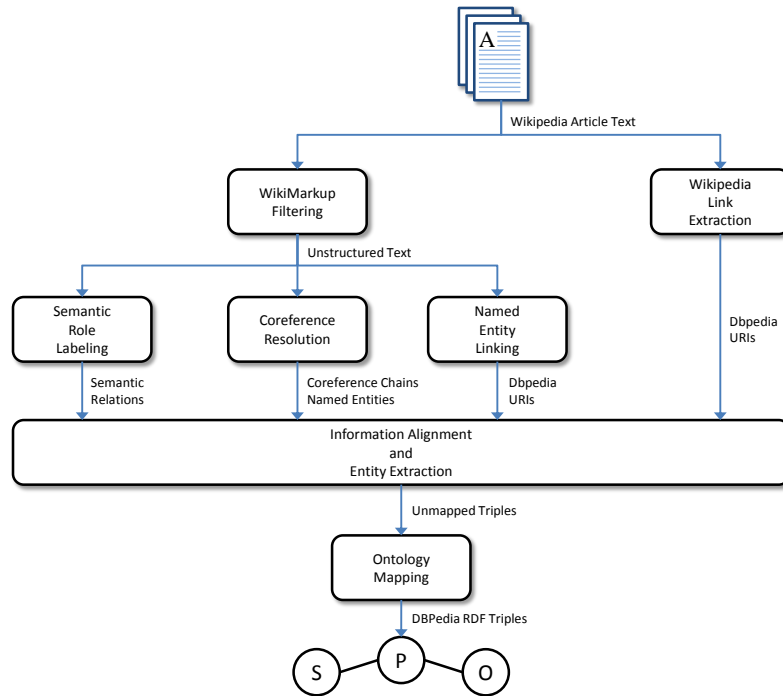 A
Wikipedia Article Text
WikiMarkup
Filtering
Wikipedia
Link
Extraction
Unstructured Text
Semantic
Role
Labeling
Coreference
Resolution
Named
Entity
Linking
Dbpedia
URIs
Semantic
Relations
Coreference Chains
Named Entities
Dbpedia
URIs
Information Alignment
and
Entity Extraction
Unmapped Triples
Ontology
Mapping
DBPedia RDF Triples
S
P
O